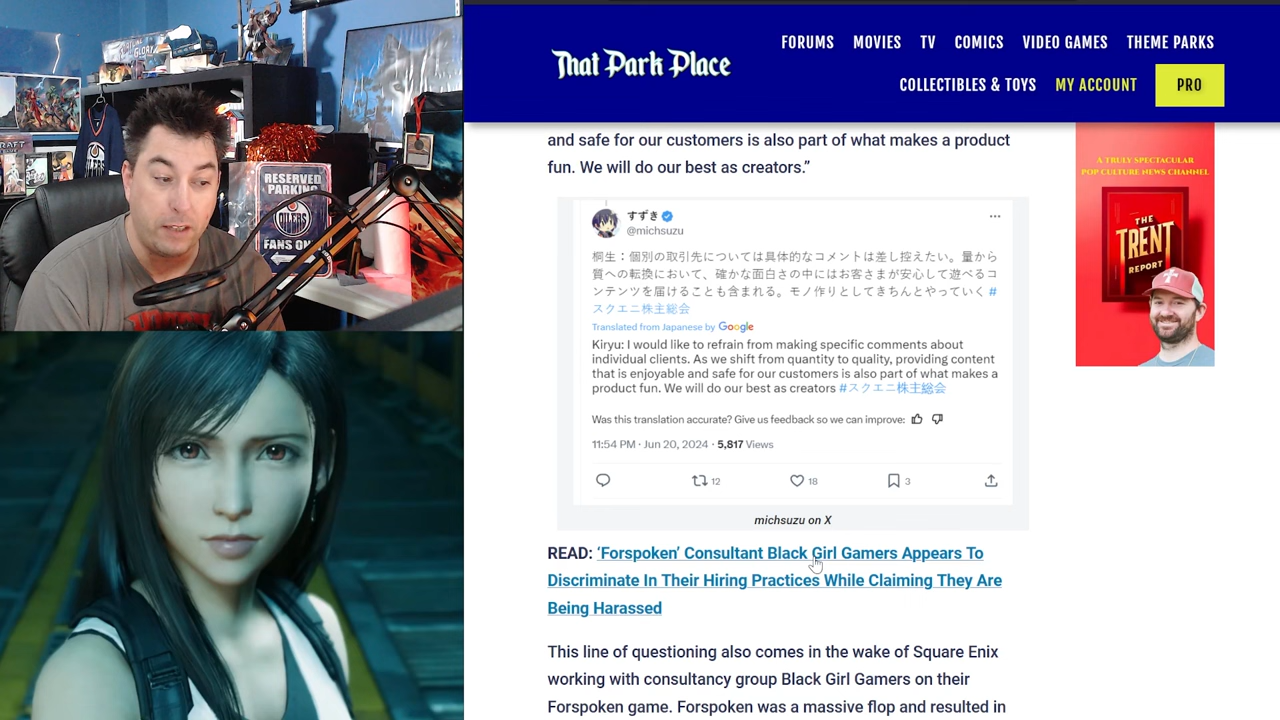 RESERVED
PARKING
OILERS
FANS ON
That Park Place
FORUMS MOVIES TV COMICS VIDEO GAMES THEME PARKS
COLLECTIBLES & TOYS MY ACCOUNT PRO
and safe for our customers is also part of what makes a product
fun. We will do our best as creators.”
すずき
@michsuzu
桐生：個別の取引先については具体的なコメントは差し控えたい。量から
質への転換において、確かな面白さの中にはお客さまが安心して遊べるコ
ンテンツを届けることも含まれる。モノ作りとしてきちんとやっていく #
スクエニ株主総会
Translated from Japanese by Google
Kiryu: I would like to refrain from making specific comments about
individual clients. As we shift from quantity to quality, providing content
that is enjoyable and safe for our customers is also part of what makes a
product fun. We will do our best as creators #スクエニ株主総会
Was this translation accurate? Give us feedback so we can improve:
11:54 PM · Jun 20, 2024 · 5,817 Views
12 18 3
michsuzu on X
READ: ‘Forspoken’ Consultant Black Girl Gamers Appears To
Discriminate In Their Hiring Practices While Claiming They Are
Being Harassed
This line of questioning also comes in the wake of Square Enix
working with consultancy group Black Girl Gamers on their
Forspoken game. Forspoken was a massive flop and resulted in
A TRULY SPECTACULAR
POP CULTURE NEWS CHANNEL
THE
TRENT
REPORT